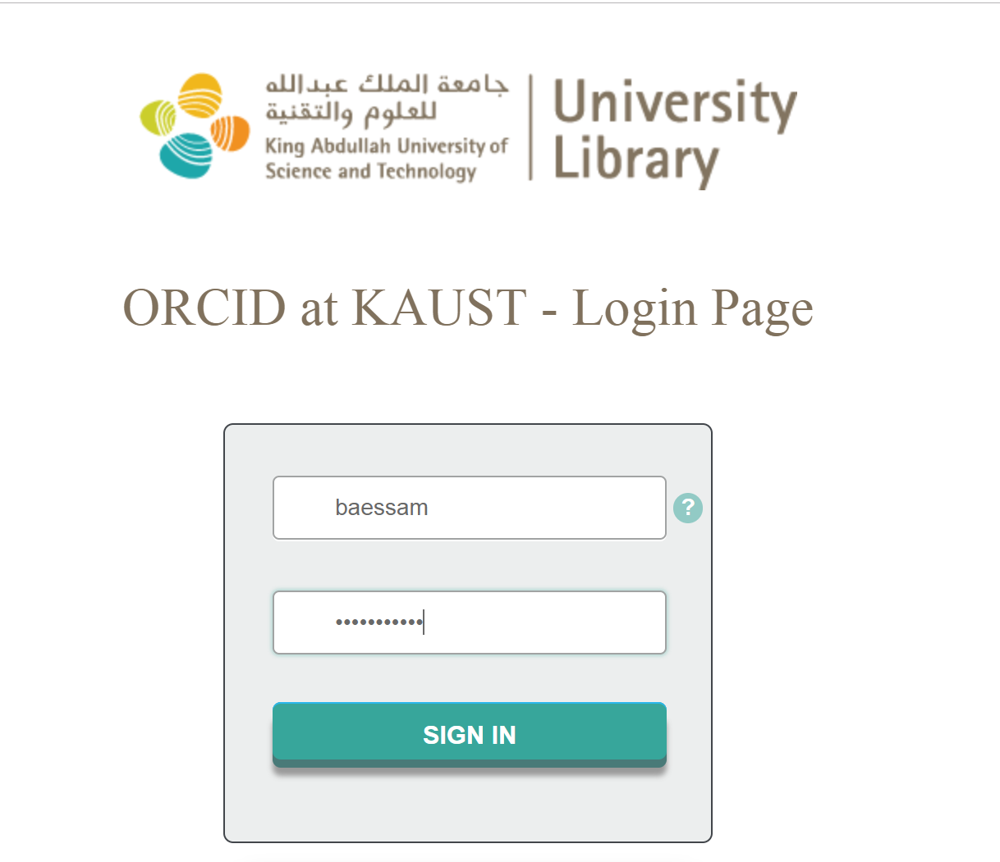 جامعة الملك عبدالله
للعلوم والتقنية
King Abdullah University of
Science and Technology
University
Library
ORCID at KAUST - Login Page
baessam
?
•••••••••••
SIGN IN